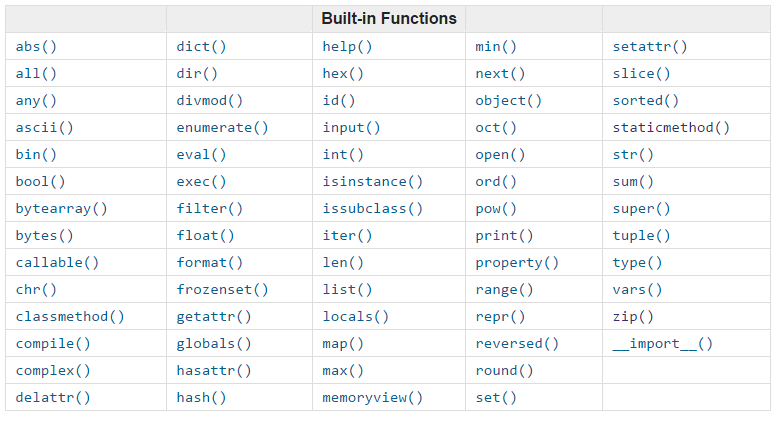 Built-in Functions
abs() dict() help() min() setattr()
all() dir() hex() next() slice()
any() divmod() id() object() sorted()
ascii() enumerate() input() oct() staticmethod()
bin() eval() int() open() str()
bool() exec() isinstance() ord() sum()
bytearray() filter() issubclass() pow() super()
bytes() float() iter() print() tuple()
callable() format() len() property() type()
chr() frozenset() list() range() vars()
classmethod() getattr() locals() repr() zip()
compile() globals() map() reversed() __import__()
complex() hasattr() max() round()
delattr() hash() memoryview() set()